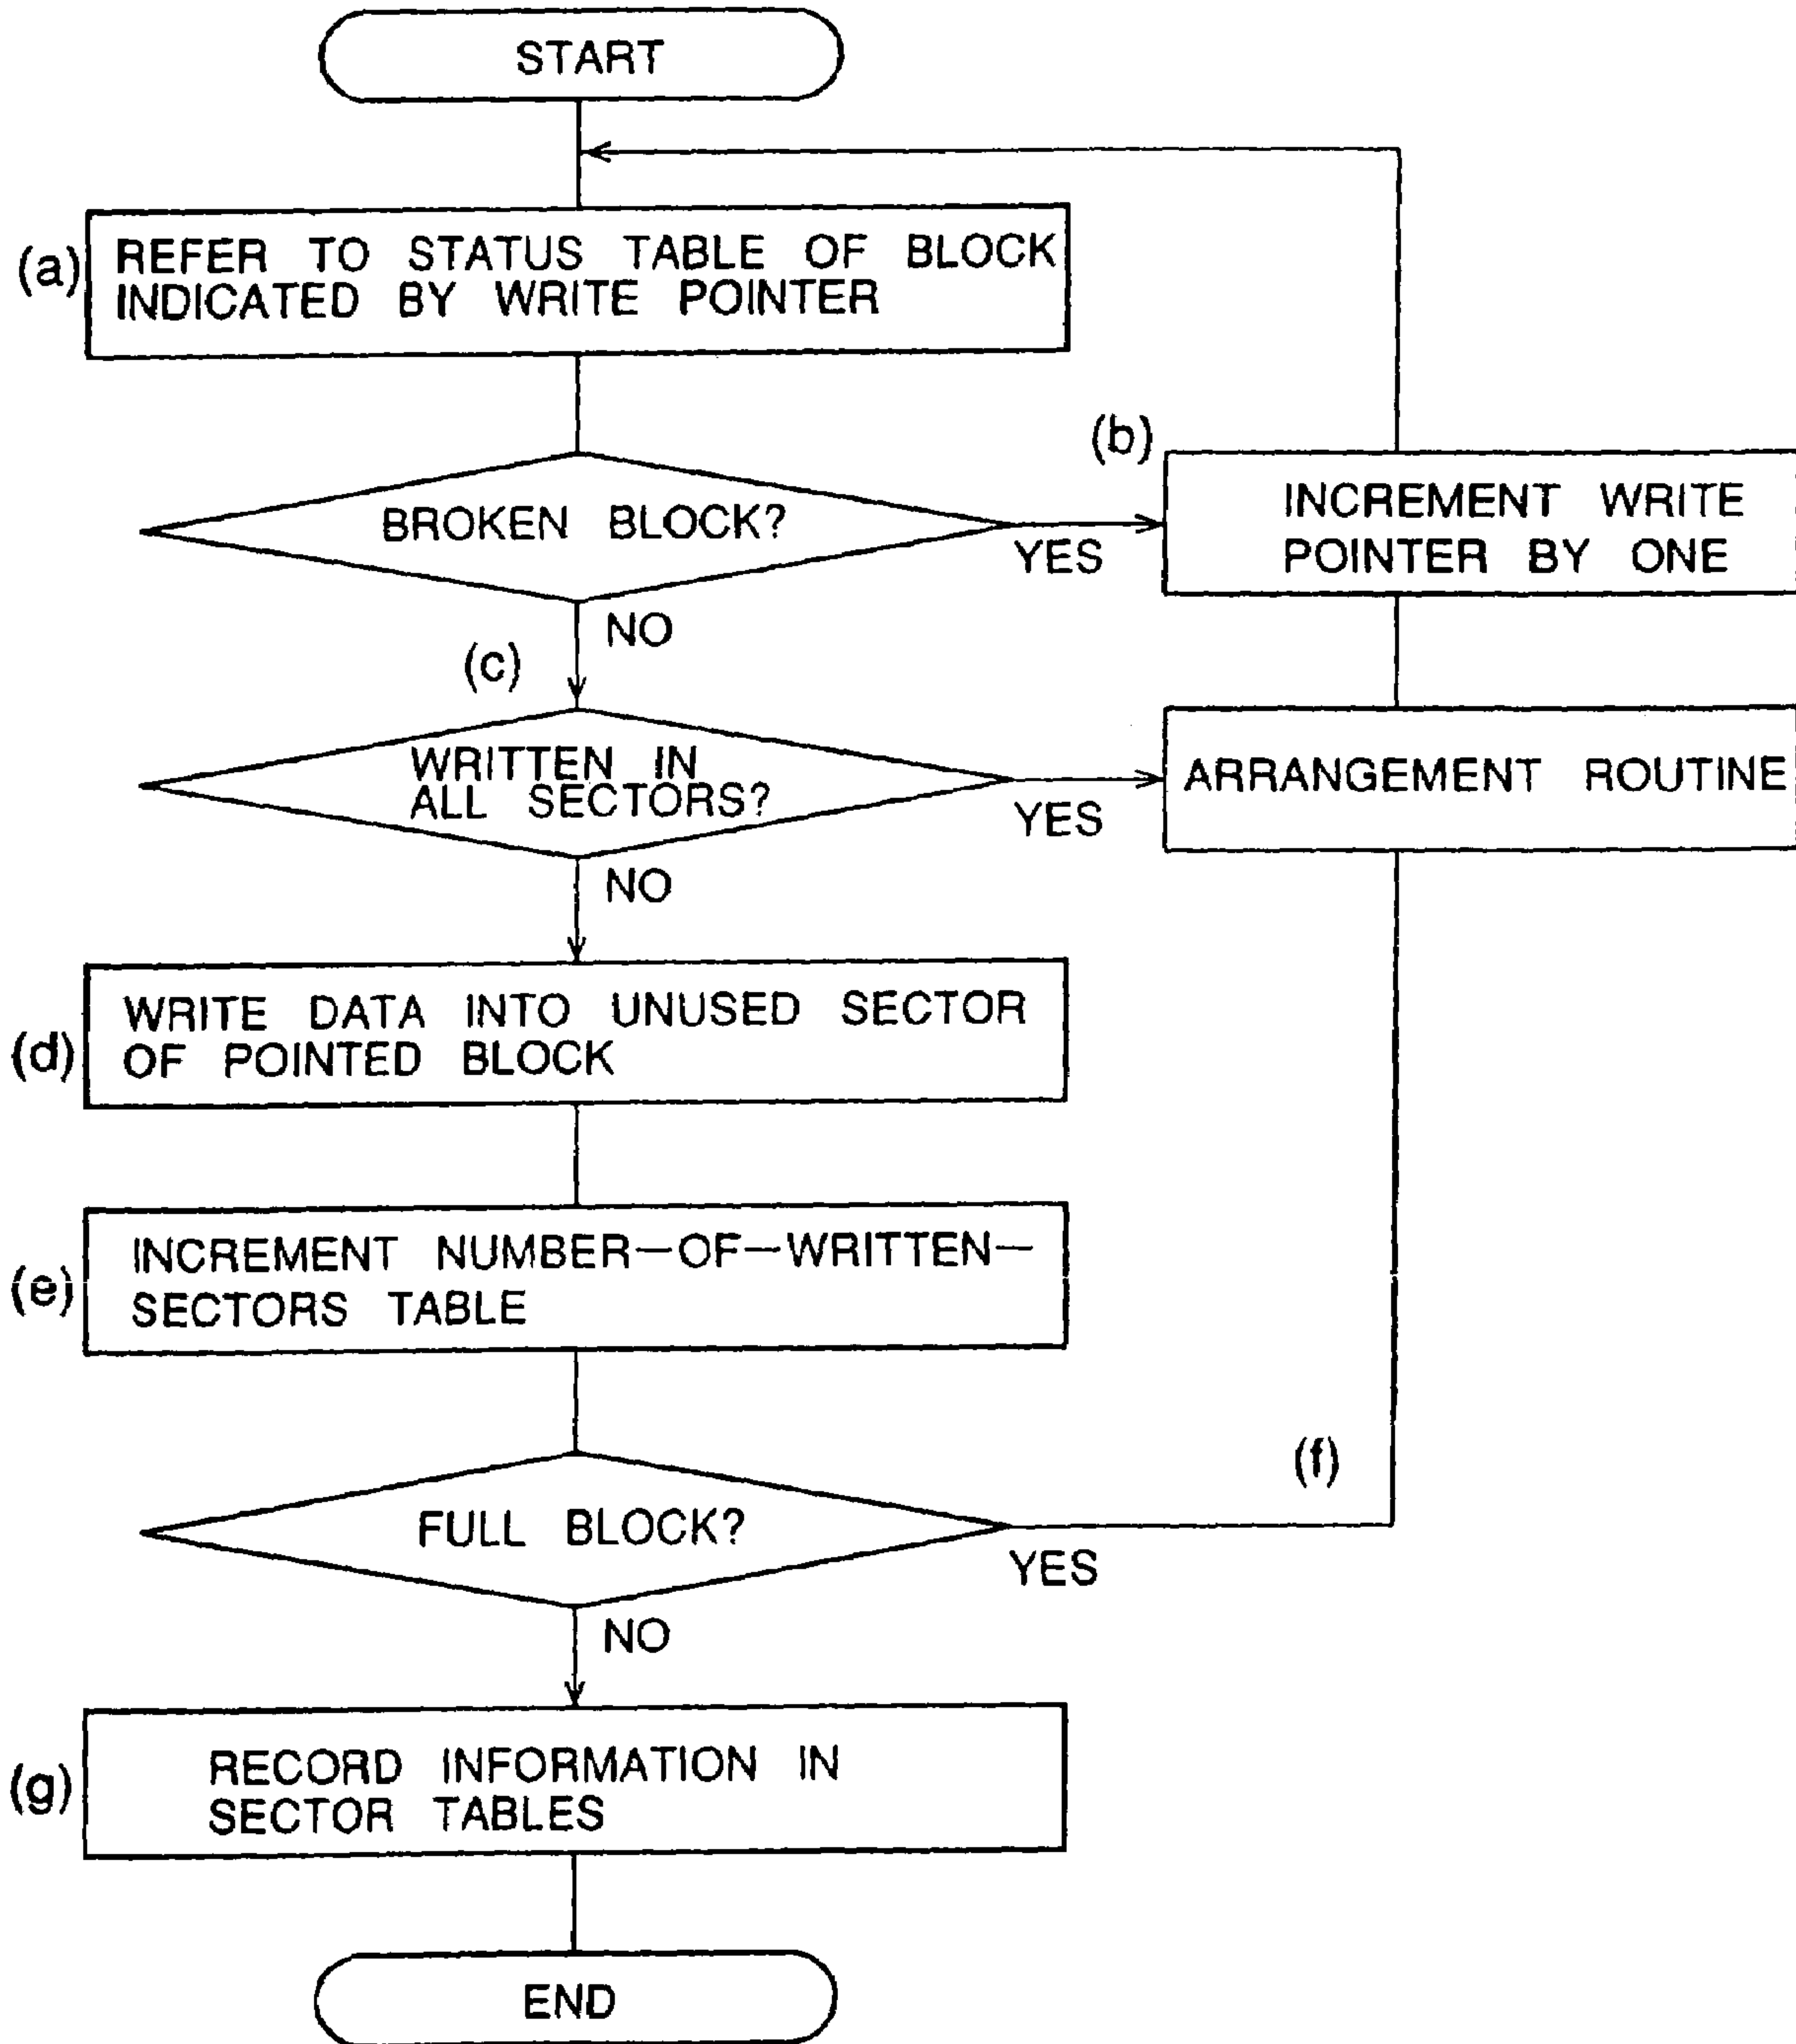 START
(a)
REFER TO STATUS TABLE OF BLOCK
INDICATED BY WRITE POINTER
BROKEN BLOCK?
YES
(b)
INCREMENT WRITE
POINTER BY ONE
NO
(c)
WRITTEN IN
ALL SECTORS?
YES
ARRANGEMENT ROUTINE
NO
(d)
WRITE DATA INTO UNUSED SECTOR
OF POINTED BLOCK
(e)
INCREMENT NUMBER—OF—WRITTEN—
SECTORS TABLE
(f)
FULL BLOCK?
YES
NO
(g)
RECORD INFORMATION IN
SECTOR TABLES
END